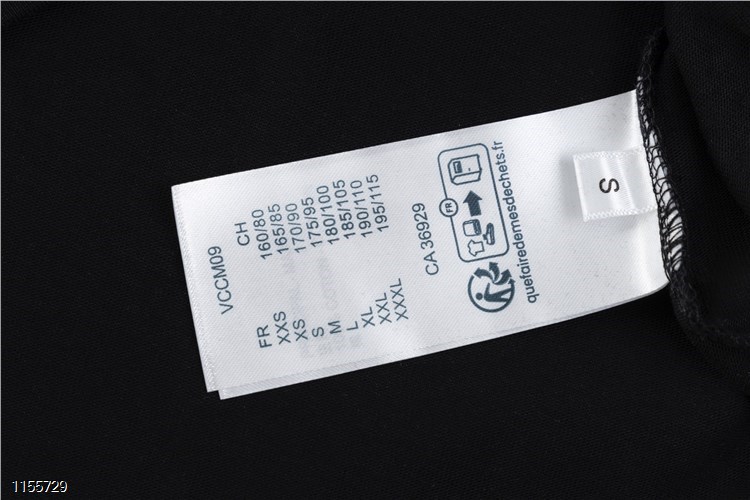 VCCM09
FR CH
XXS 160/80
XS 165/85
S 170/90
M 175/95
L 180/100
XL 185/105
XXL 190/110
XXXL 195/115
CA36929
FR
quefairedemesdechets.fr
S
1155729